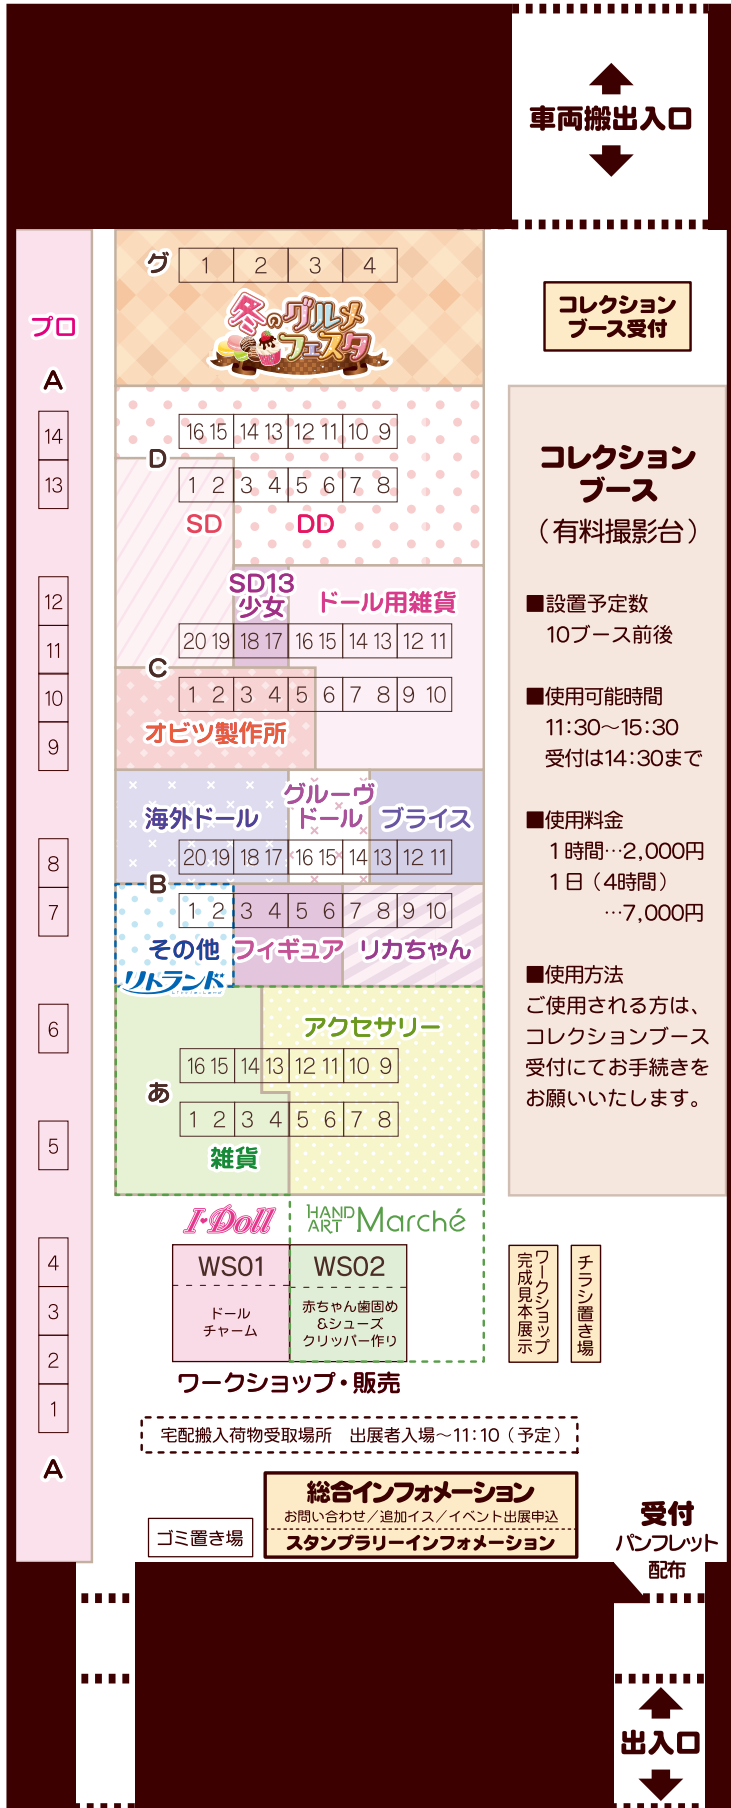 車両搬出入口
グ
1 2 3 4
冬のグルメ
フェスタ
コレクション
ブース受付
プロ
A
14
13
12
11
10
9
8
7
6
5
4
3
2
1
A
16 15 14 13 12 11 10 9
D
1 2 3 4 5 6 7 8
SD
DD
SD13
少女
ドール用雑貨
20 19 18 17 16 15 14 13 12 11
C
1 2 3 4 5 6 7 8 9 10
オビツ製作所
海外ドール
グルーヴ
ドール
ブライス
20 19 18 17 16 15 14 13 12 11
B
1 2 3 4 5 6 7 8 9 10
その他
フィギュア
リカちゃん
リトランド
アクセサリー
16 15 14 13 12 11 10 9
あ
1 2 3 4 5 6 7 8
雑貨
I・Doll
HAND
ART
Marché
WS01
ドール
チャーム
WS02
赤ちゃん歯固め
&シューズ
クリッパー作り
ワークショップ・販売
コレクション
ブース
(有料撮影台)
■設置予定数
10ブース前後
■使用可能時間
11:30〜15:30
受付は14:30まで
■使用料金
1時間…2,000円
1日(4時間)
…7,000円
■使用方法
ご使用される方は、
コレクションブース
受付にてお手続きを
お願いいたします。
ワークショップ
完成見本展示
チラシ置き場
宅配搬入荷物受取場所 出展者入場〜11:10(予定)
総合インフォメーション
お問い合わせ/追加イス/イベント出展申込
スタンプラリーインフォメーション
ゴミ置き場
受付
パンフレット
配布
出入口